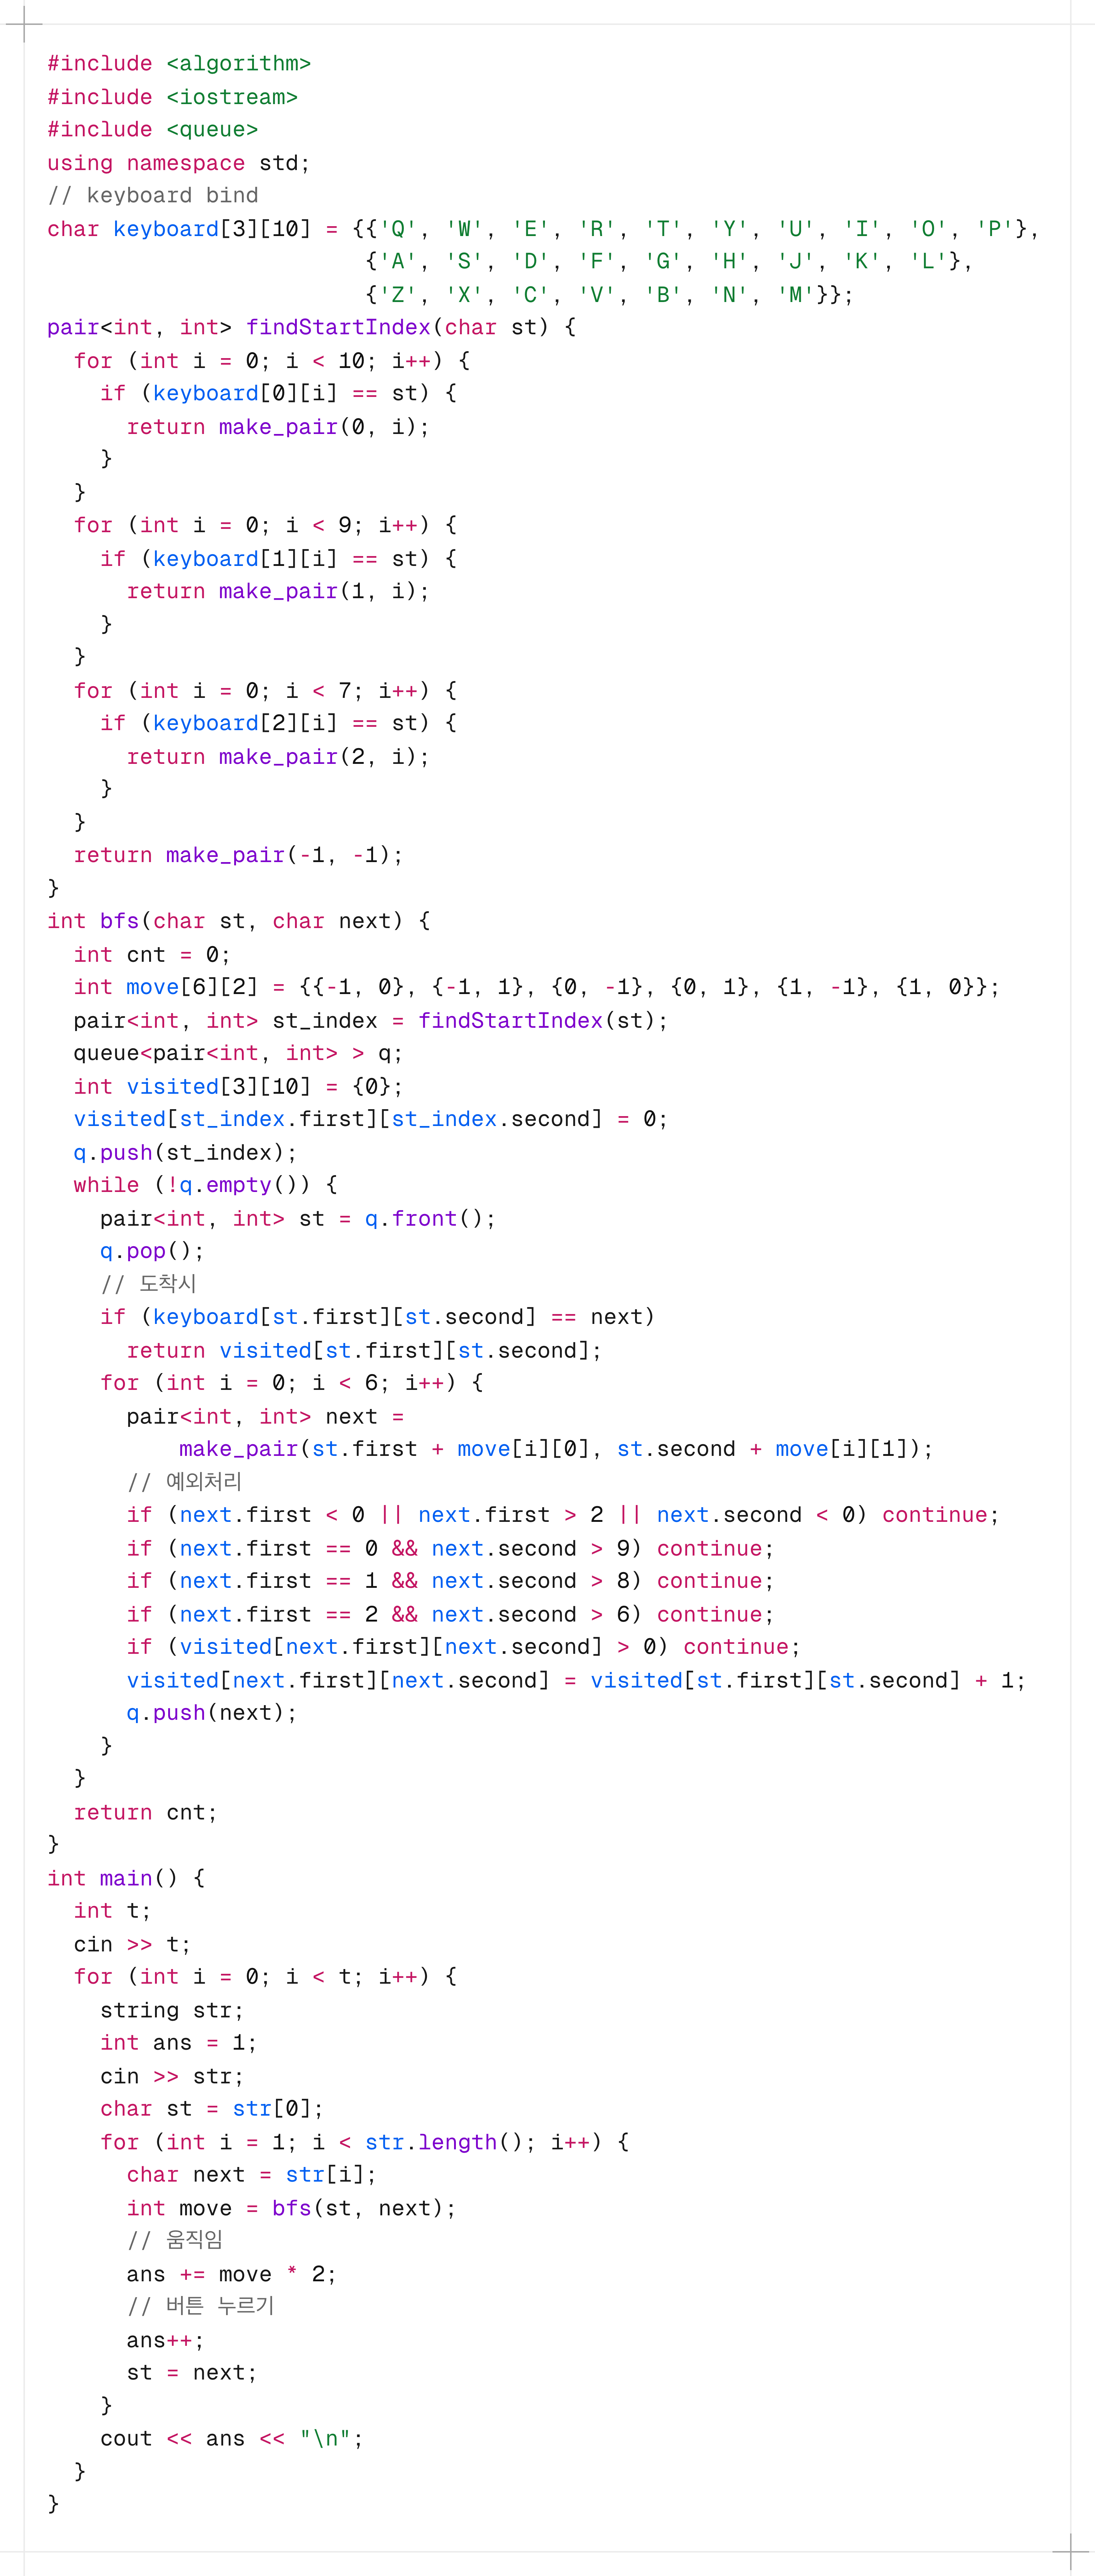 #include <algorithm>
#include <iostream>
#include <queue>
using namespace std;
// keyboard bind
char keyboard[3][10] = {{'Q', 'W', 'E', 'R', 'T', 'Y', 'U', 'I', 'O', 'P'},
                        {'A', 'S', 'D', 'F', 'G', 'H', 'J', 'K', 'L'},
                        {'Z', 'X', 'C', 'V', 'B', 'N', 'M'}};
pair<int, int> findStartIndex(char st) {
  for (int i = 0; i < 10; i++) {
    if (keyboard[0][i] == st) {
      return make_pair(0, i);
    }
  }
  for (int i = 0; i < 9; i++) {
    if (keyboard[1][i] == st) {
      return make_pair(1, i);
    }
  }
  for (int i = 0; i < 7; i++) {
    if (keyboard[2][i] == st) {
      return make_pair(2, i);
    }
  }
  return make_pair(-1, -1);
}
int bfs(char st, char next) {
  int cnt = 0;
  int move[6][2] = {{-1, 0}, {-1, 1}, {0, -1}, {0, 1}, {1, -1}, {1, 0}};
  pair<int, int> st_index = findStartIndex(st);
  queue<pair<int, int> > q;
  int visited[3][10] = {0};
  visited[st_index.first][st_index.second] = 0;
  q.push(st_index);
  while (!q.empty()) {
    pair<int, int> st = q.front();
    q.pop();
    // 도착시
    if (keyboard[st.first][st.second] == next)
      return visited[st.first][st.second];
    for (int i = 0; i < 6; i++) {
      pair<int, int> next =
          make_pair(st.first + move[i][0], st.second + move[i][1]);
      // 예외처리
      if (next.first < 0 || next.first > 2 || next.second < 0) continue;
      if (next.first == 0 && next.second > 9) continue;
      if (next.first == 1 && next.second > 8) continue;
      if (next.first == 2 && next.second > 6) continue;
      if (visited[next.first][next.second] > 0) continue;
      visited[next.first][next.second] = visited[st.first][st.second] + 1;
      q.push(next);
    }
  }
  return cnt;
}
int main() {
  int t;
  cin >> t;
  for (int i = 0; i < t; i++) {
    string str;
    int ans = 1;
    cin >> str;
    char st = str[0];
    for (int i = 1; i < str.length(); i++) {
      char next = str[i];
      int move = bfs(st, next);
      // 움직임
      ans += move * 2;
      // 버튼 누르기
      ans++;
      st = next;
    }
    cout << ans << "\n";
  }
}